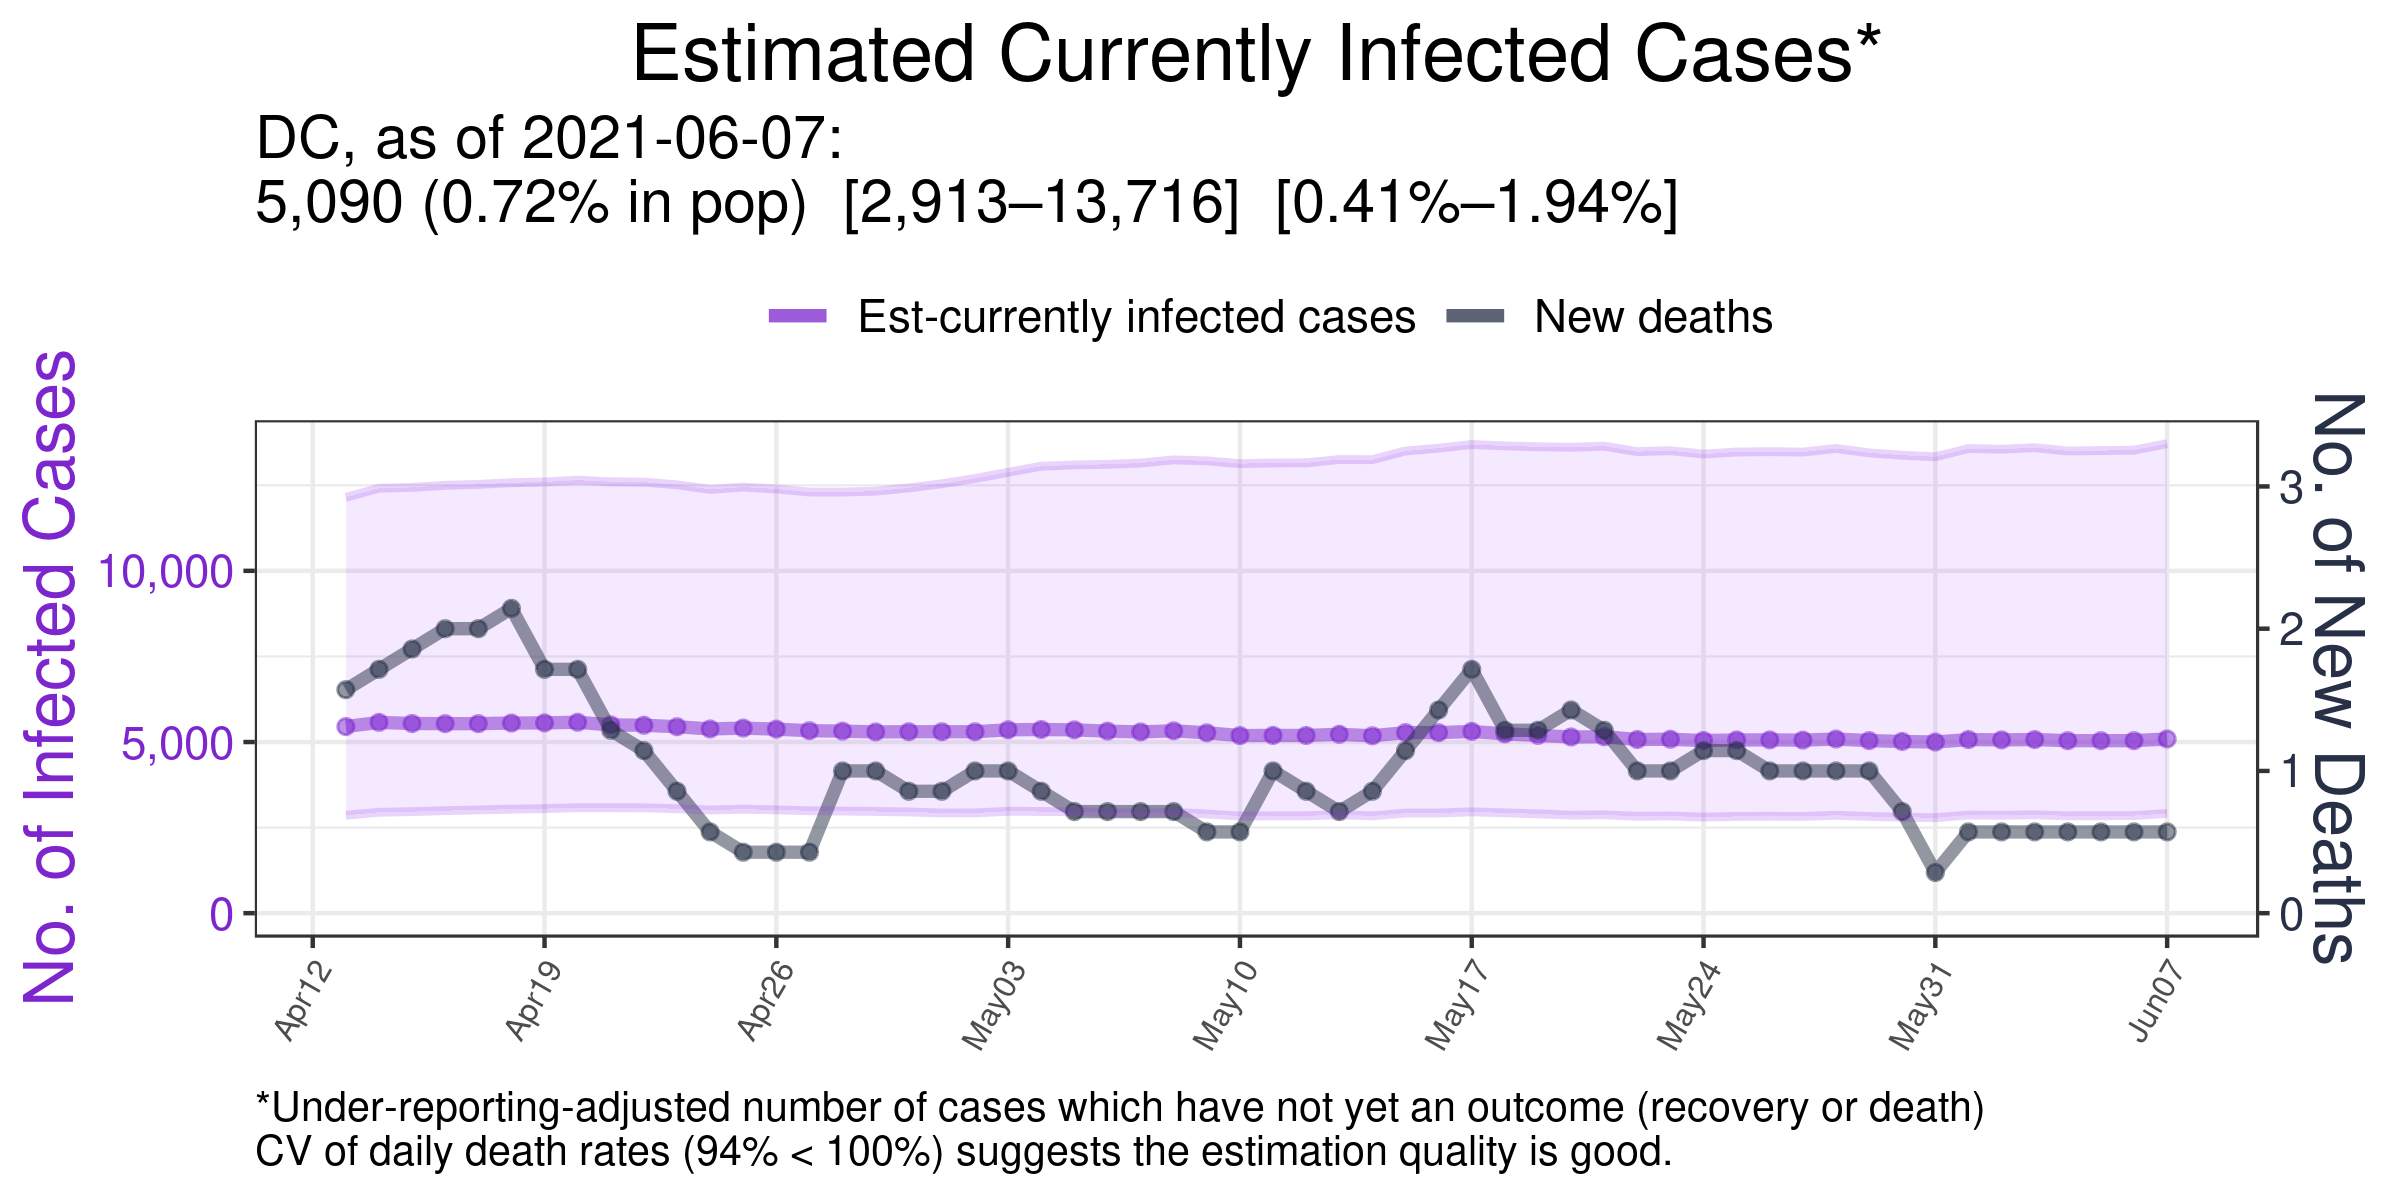 Estimated Currently Infected Cases*
DC, as of 2021-06-07:
5,090 (0.72% in pop)  [2,913–13,716]  [0.41%–1.94%]
Est-currently infected cases
New deaths
No. of Infected Cases
10,000
5,000
0
3
2
1
0
No. of New Deaths
Apr12
Apr19
Apr26
May03
May10
May17
May24
May31
Jun07
*Under-reporting-adjusted number of cases which have not yet an outcome (recovery or death)
CV of daily death rates (94% < 100%) suggests the estimation quality is good.